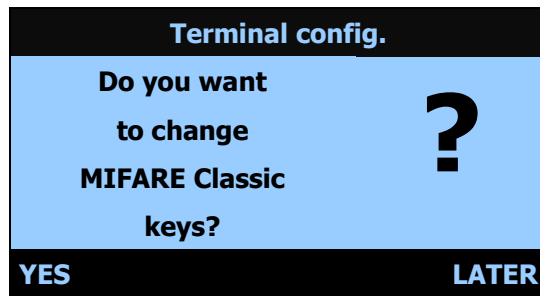 Terminal config.
Do you want
to change
MIFARE Classic
keys?
?
YES LATER